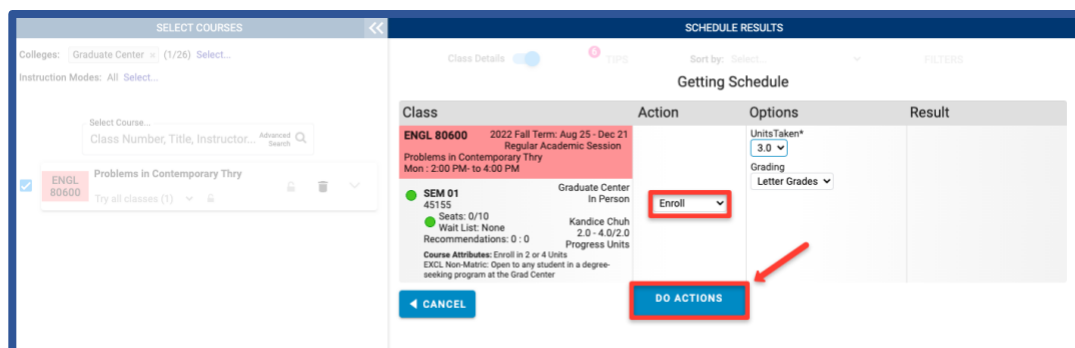 SELECT COURSES
Colleges: Graduate Center × (1/26) Select...
Instruction Modes: All Select...
Select Course...
Class Number, Title, Instructor... Advanced Search
ENGL 80600
Problems in Contemporary Thry
Try all classes (1)
SCHEDULE RESULTS
Class Details
6
TIPS
Sort by: Select...
FILTERS
Getting Schedule
Class Action Options Result
ENGL 80600 2022 Fall Term: Aug 25 - Dec 21
Regular Academic Session
Problems in Contemporary Thry
Mon : 2:00 PM- to 4:00 PM
SEM 01
45155
Seats: 0/10
Wait List: None
Recommendations: 0 : 0
Graduate Center
In Person
Kandice Chuh
2.0 - 4.0/2.0
Progress Units
Course Attributes: Enroll in 2 or 4 Units
EXCL Non-Matric: Open to any student in a degree-
seeking program at the Grad Center
Enroll
UnitsTaken*
3.0
Grading
Letter Grades
CANCEL
DO ACTIONS